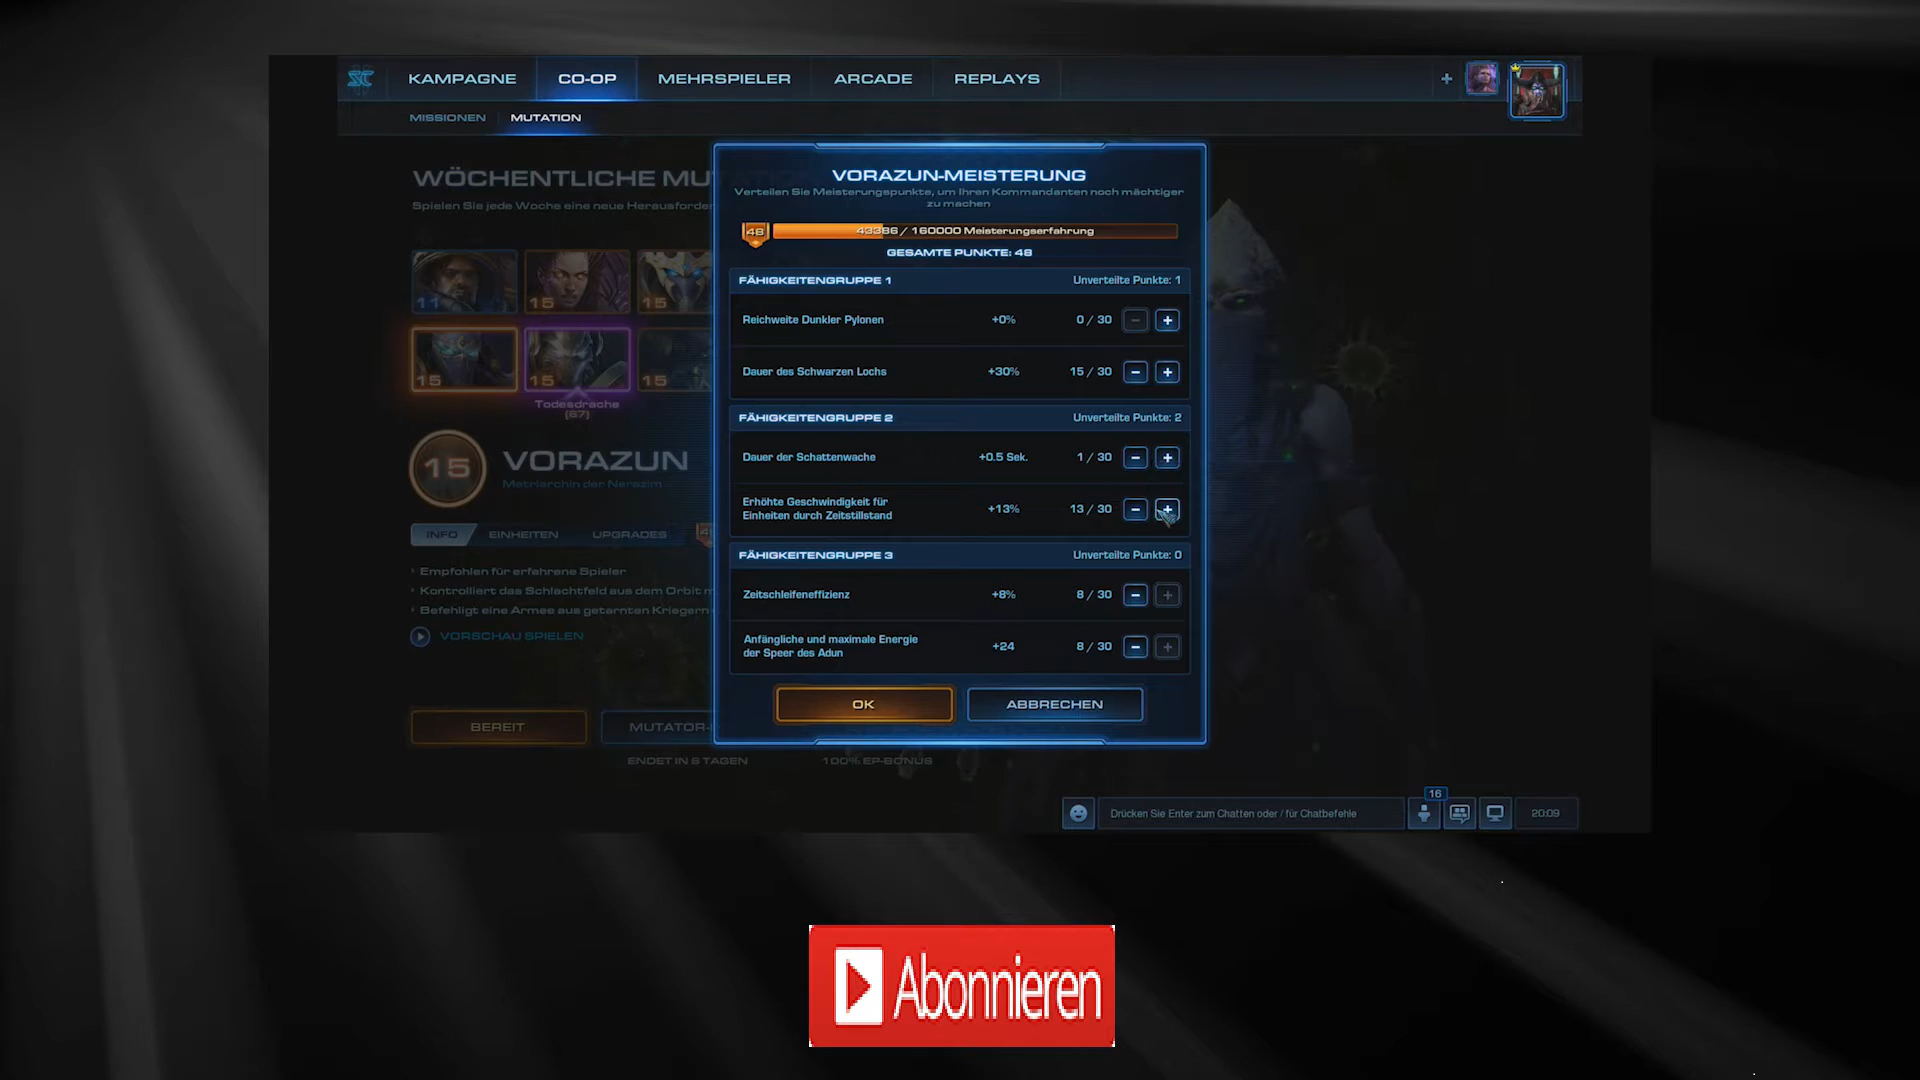 KAMPAGNE
CO-OP
MEHRSPIELER
ARCADE
REPLAYS
MISSIONEN
MUTATION
WÖCHENTLICHE
Spielen Sie jede Woche eine neue
VORAZUN-MEISTERUNG
Verteilen Sie Meisterungspunkte, um Ihren Kommandanten noch mächtiger
zu machen
48
43386 / 160000 Meisterungserfahrung
GESAMTE PUNKTE: 48
FÄHIGKEITENGRUPPE 1
Unverteilte Punkte: 1
Reichweite Dunkler Pylonen
+0%
0 / 30
Dauer des Schwarzen Lochs
+30%
15 / 30
FÄHIGKEITENGRUPPE 2
Unverteilte Punkte: 2
Dauer der Schattenwache
+0.5 Sek.
1 / 30
Erhöhte Geschwindigkeit für
Einheiten durch Zeitstillstand
+13%
13 / 30
FÄHIGKEITENGRUPPE 3
Unverteilte Punkte: 0
Zeitschleifeneffizienz
+8%
8 / 30
Anfängliche und maximale Energie
der Speer des Adun
+24
8 / 30
OK
ABBRECHEN
11
15
15
15
15
15
Todesdrache
(67)
15
VORAZUN
Matriarchin der Nerazim
INFO
EINHEITEN
UPGRADES
Empfohlen für erfahrene Spieler
Kontrolliert das Schlachtfeld aus dem Orbit
Befehligt eine Armee aus getarnten Kriegern
VORSCHAU SPIELEN
BEREIT
MUTATOR-
ENDET IN 6 TAGEN
100% EP-BONUS
Drücken Sie Enter zum Chatten oder / für Chatbefehle
16
20:09
Abonnieren